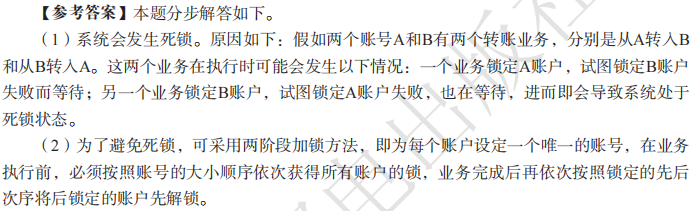 【参考答案】本题分步解答如下。
（1）系统会发生死锁。原因如下：假如两个账号A和B有两个转账业务，分别是从A转入B
和从B转入A。这两个业务在执行时可能会发生以下情况：一个业务锁定A账户，试图锁定B账户
失败而等待；另一个业务锁定B账户，试图锁定A账户失败，也在等待，进而即会导致系统处于
死锁状态。
（2）为了避免死锁，可采用两阶段加锁方法，即为每个账户设定一个唯一的账号，在业务
执行前，必须按照账号的大小顺序依次获得所有账户的锁，业务完成后再依次按照锁定的先后
次序将后锁定的账户先解锁。
电出版社